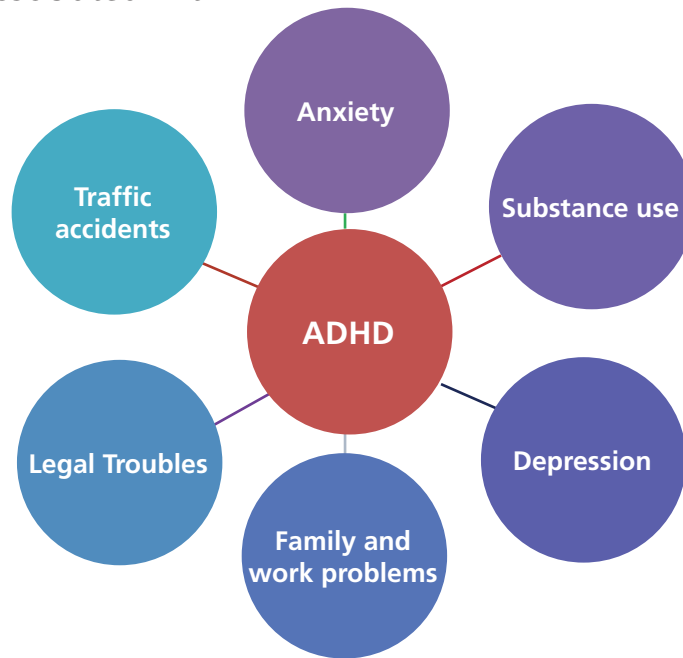 Anxiety
Traffic
accidents
Substance use
ADHD
Legal Troubles
Depression
Family and
work problems